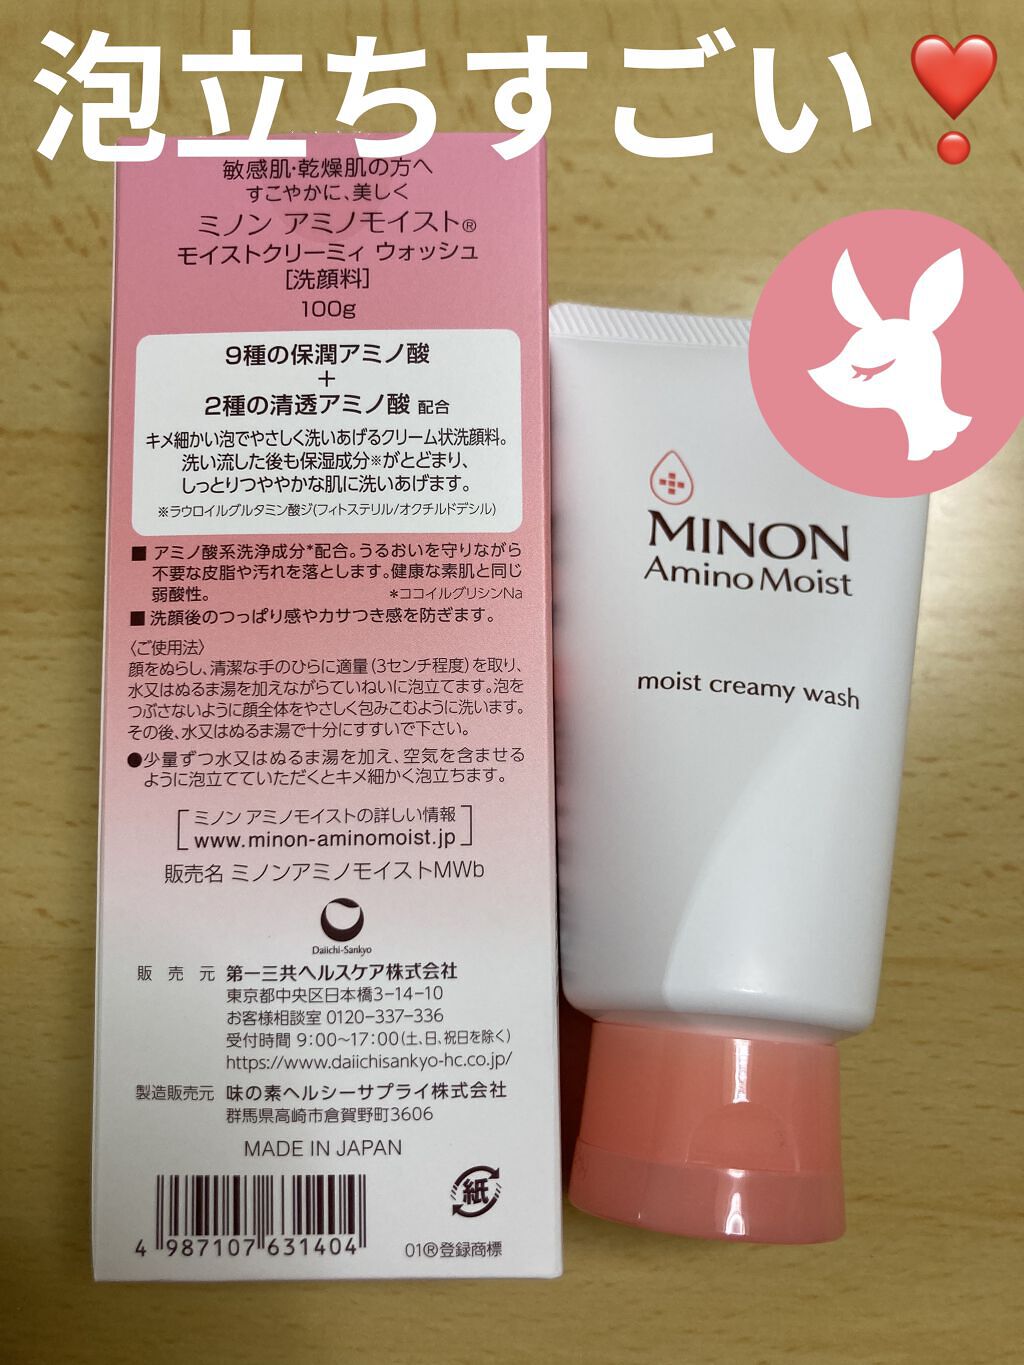 泡立ちすごい❣️
敏感肌・乾燥肌の方へ
すこやかに、美しく
ミノン アミノモイスト®
モイストクリーミィ ウォッシュ
[洗顔料]
100g
9種の保潤アミノ酸
+
2種の清透アミノ酸 配合
キメ細かい泡でやさしく洗いあげるクリーム状洗顔料。
洗い流した後も保湿成分※がとどまり、
しっとりつややかな肌に洗いあげます。
※ラウロイルグルタミン酸ジ(フィトステリル/オクチルドデシル)
■ アミノ酸系洗浄成分*配合。うるおいを守りながら
不要な皮脂や汚れを落とします。健康な素肌と同じ
弱酸性。 *ココイルグリシンNa
■ 洗顔後のつっぱり感やカサつき感を防ぎます。
〈ご使用法〉
顔をぬらし、清潔な手のひらに適量(3センチ程度)を取り、
水又はぬるま湯を加えながらていねいに泡立てます。泡を
つぶさないように顔全体をやさしく包みこむように洗います。
その後、水又はぬるま湯で十分にすすいで下さい。
●少量ずつ水又はぬるま湯を加え、空気を含ませる
ように泡立てていただくとキメ細かく泡立ちます。
ミノン アミノモイストの詳しい情報
www.minon-aminomoist.jp
販売名 ミノンアミノモイストMWb
Daiichi-Sankyo
販売元 第一三共ヘルスケア株式会社
東京都中央区日本橋3-14-10
お客様相談室 0120-337-336
受付時間 9:00~17:00(土、日、祝日を除く)
https://www.daiichisankyo-hc.co.jp/
製造販売元 味の素ヘルシーサプライ株式会社
群馬県高崎市倉賀野町3606
MADE IN JAPAN
紙
4 987107 631404
01®登録商標
MINON
Amino Moist
moist creamy wash